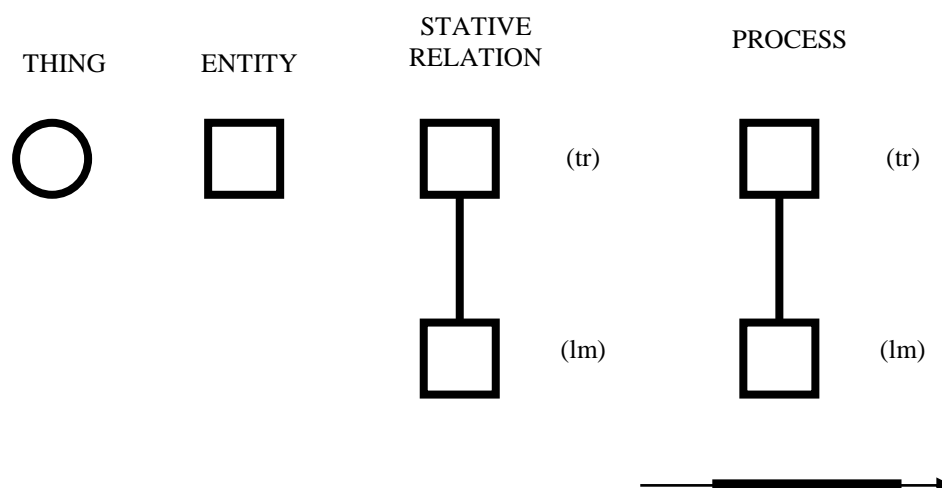 THING
ENTITY
STATIVE
RELATION
PROCESS
(tr)
(tr)
(lm)
(lm)